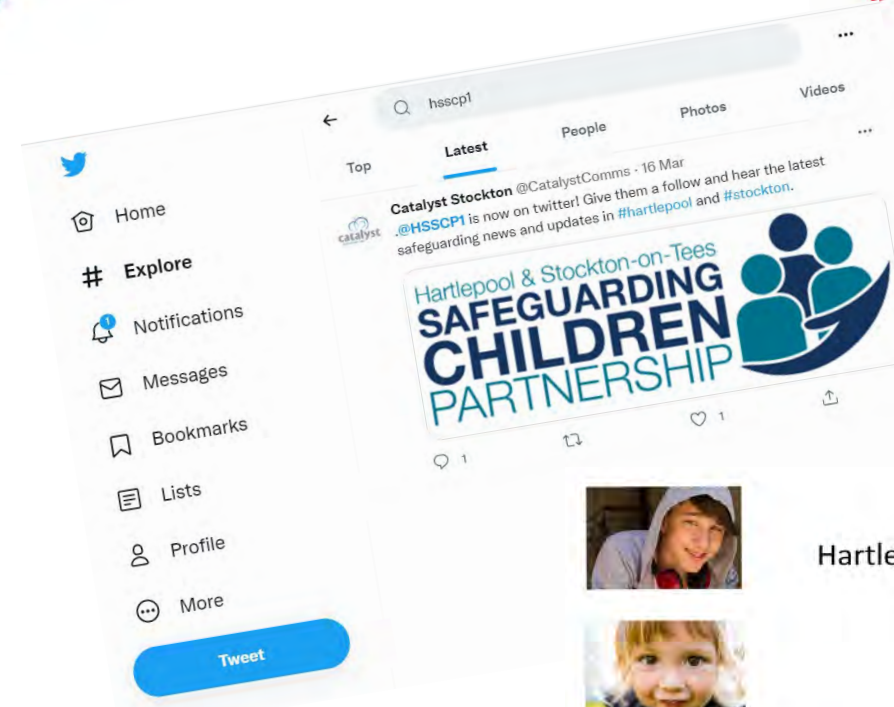 hsscp1
Top
Latest
People
Photos
Videos
Home
Explore
1
Notifications
Messages
Bookmarks
Lists
Profile
More
Tweet
catalyst
Catalyst Stockton @CatalystComms · 16 Mar
.@HSSCP1 is now on twitter! Give them a follow and hear the latest
safeguarding news and updates in #hartlepool and #stockton.
Hartlepool & Stockton-on-Tees
SAFEGUARDING
CHILDREN
PARTNERSHIP
1
1
Hartle